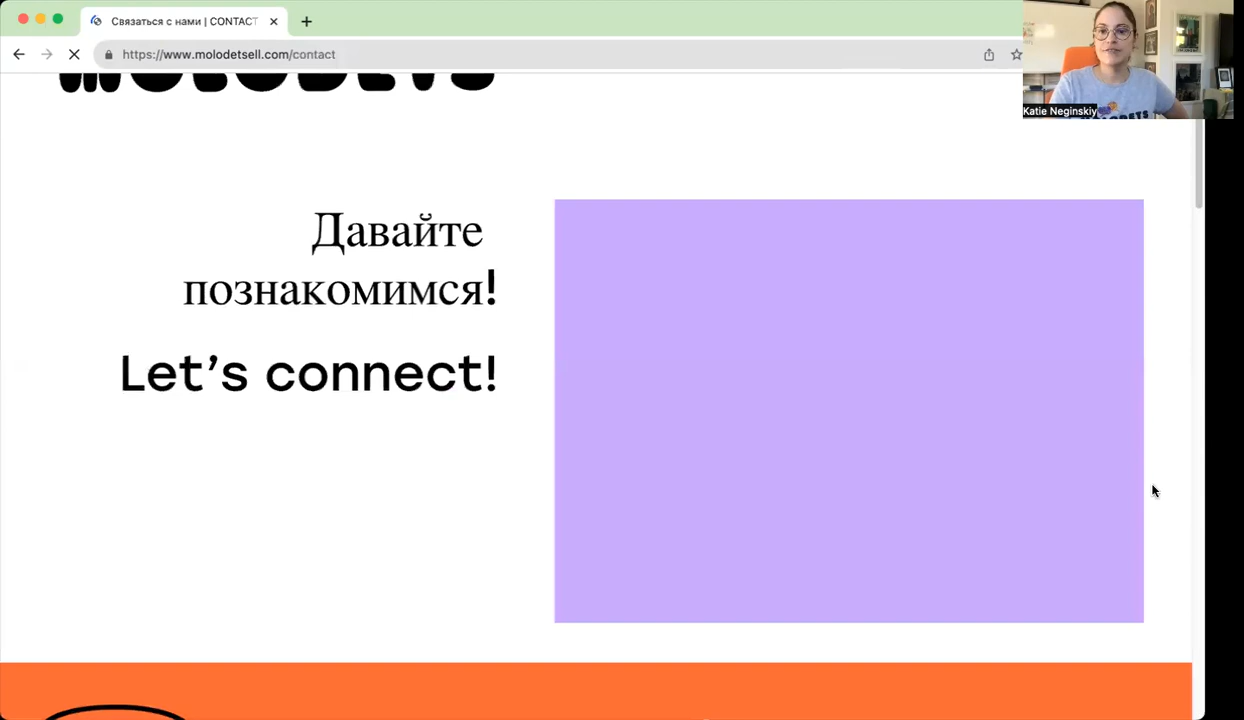 Связаться с нами | CONTACT
https://www.molodetsell.com/contact
Katie Neginskiy
Давайте
познакомимся!
Let's connect!